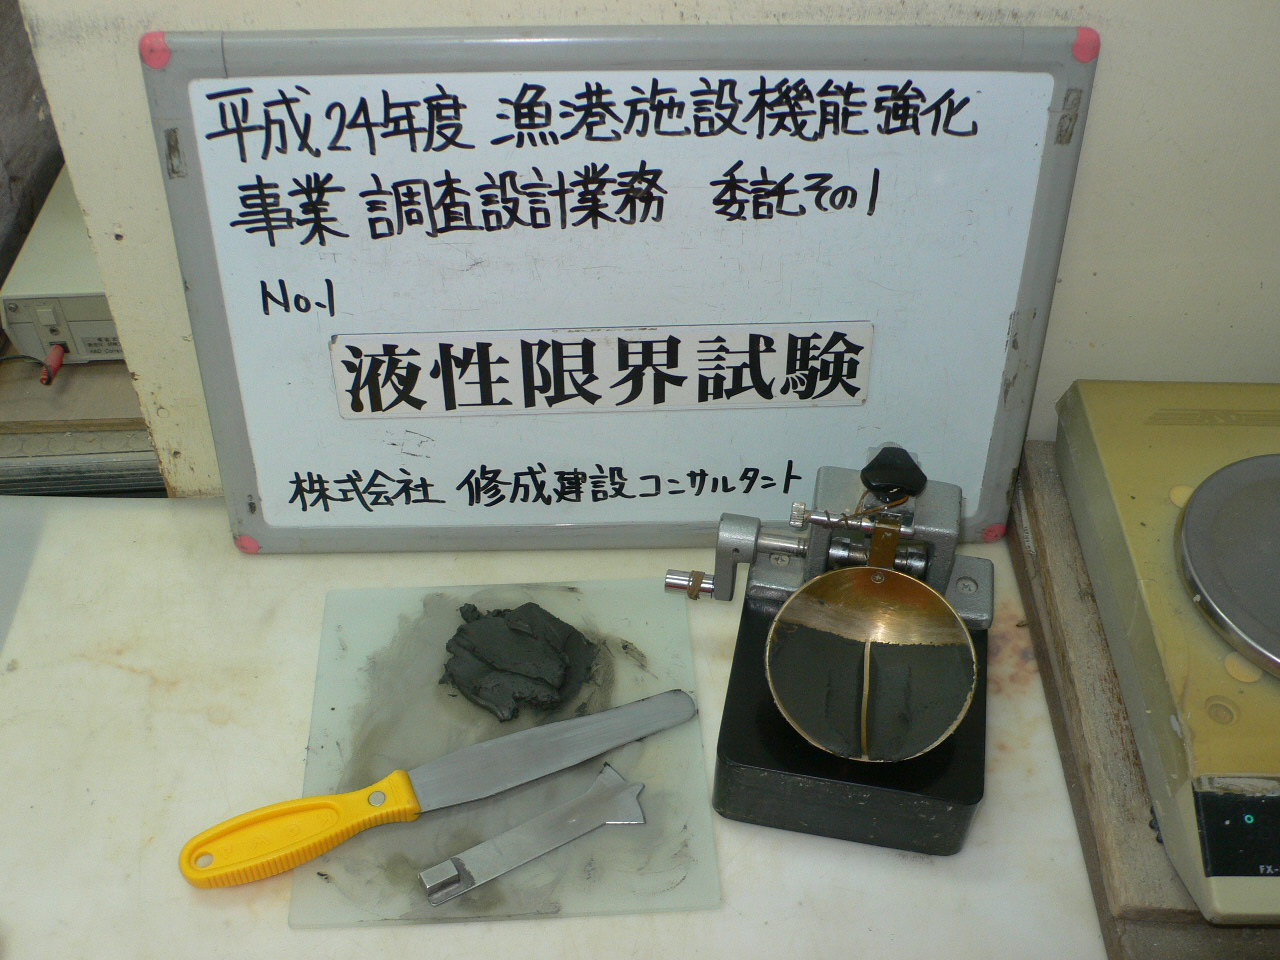 平成24年度 漁港施設機能強化
事業 調査設計業務 委託その1
No.1
液性限界試験
株式会社 修成建設コンサルタント
FX-